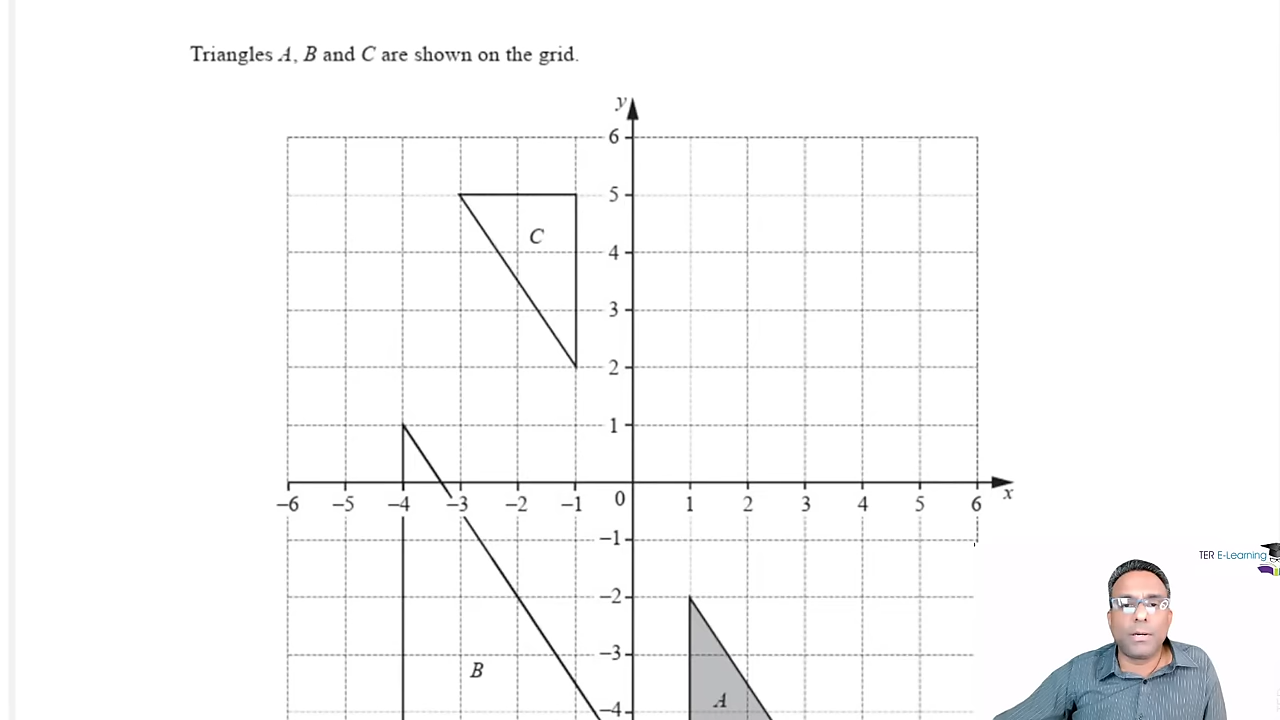 Triangles A, B and C are shown on the grid.
y
6
5
C
4
3
2
1
–6 –5 –4 –3 –2 –1 0 1 2 3 4 5 6 x
–1
TER E-Learning
–2
–3
B
A
–4